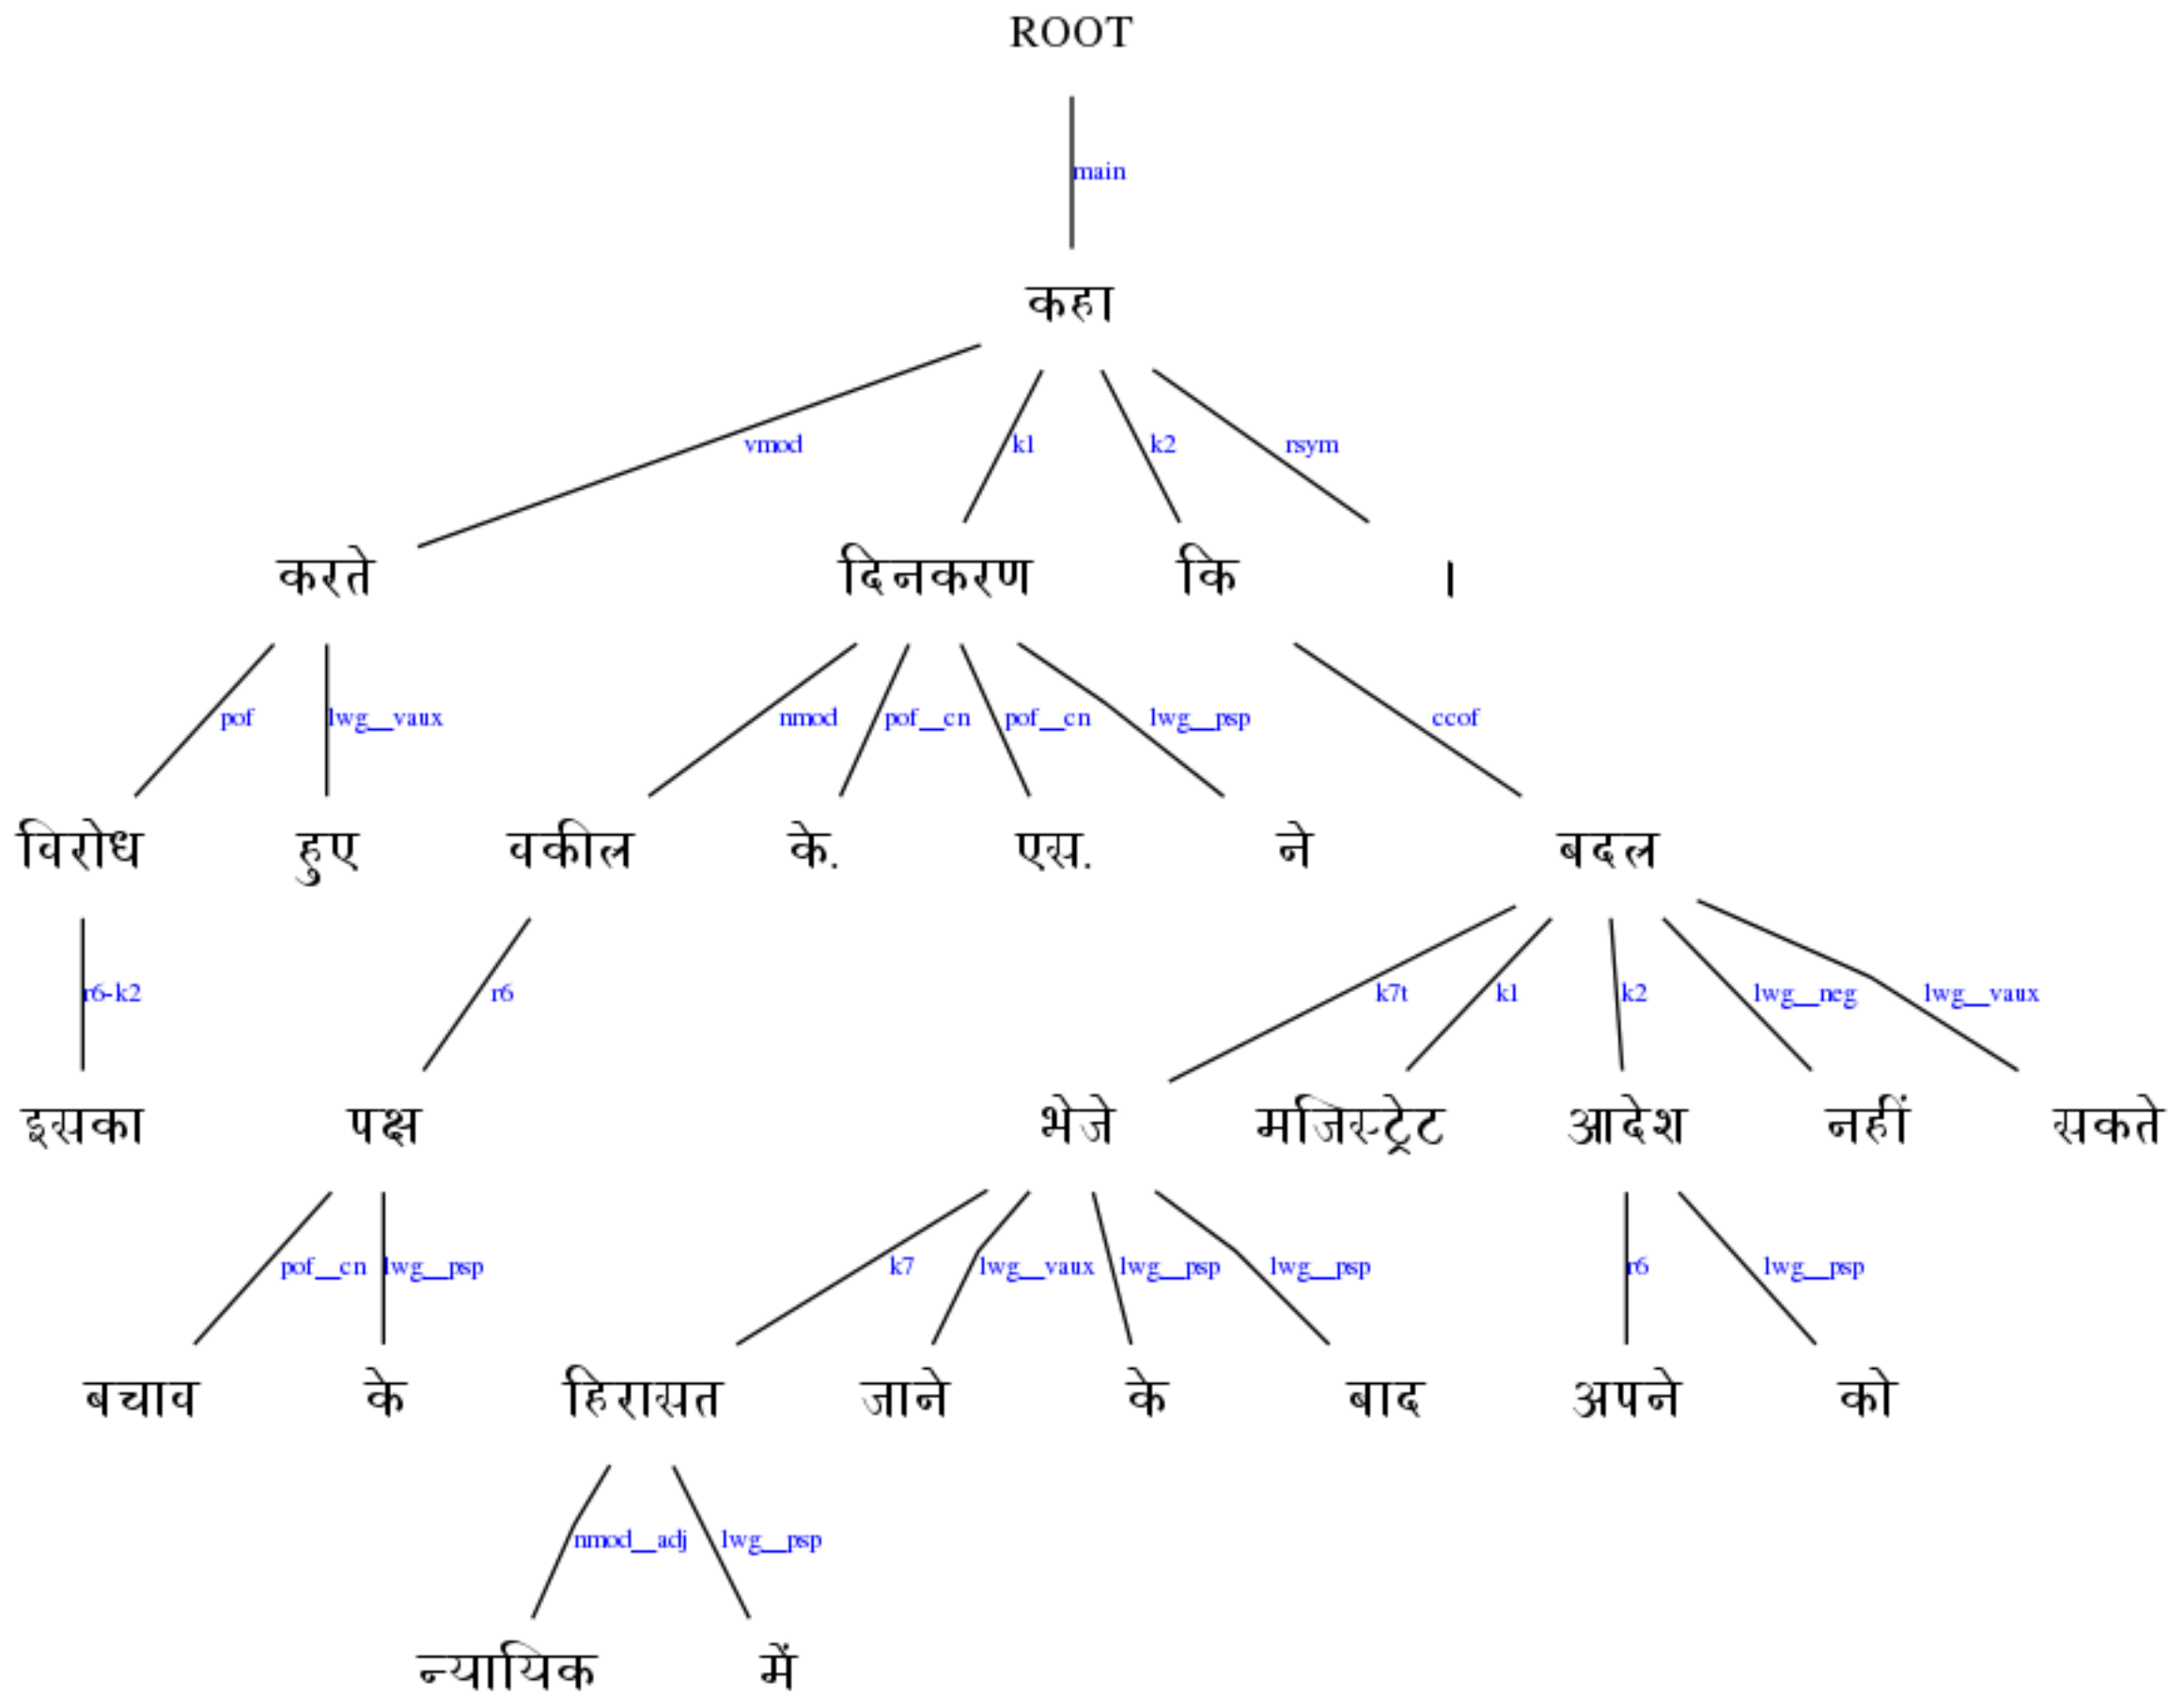 ROOT
main
कहा
vmod k1 k2 rsym
करते दिनकरण कि ।
pof lwg__vaux nmod pof__cn pof__cn lwg__psp ccof
विरोध हुए वकील के. एस. ने बदल
r6-k2 r6 k7t k1 k2 lwg__neg lwg__vaux
इसका पक्ष भेजे मजिस्ट्रेट आदेश नहीं सकते
pof__cn lwg__psp k7 lwg__vaux lwg__psp lwg__psp r6 lwg__psp
बचाव के हिरासत जाने के बाद अपने को
nmod__adj lwg__psp
न्यायिक में